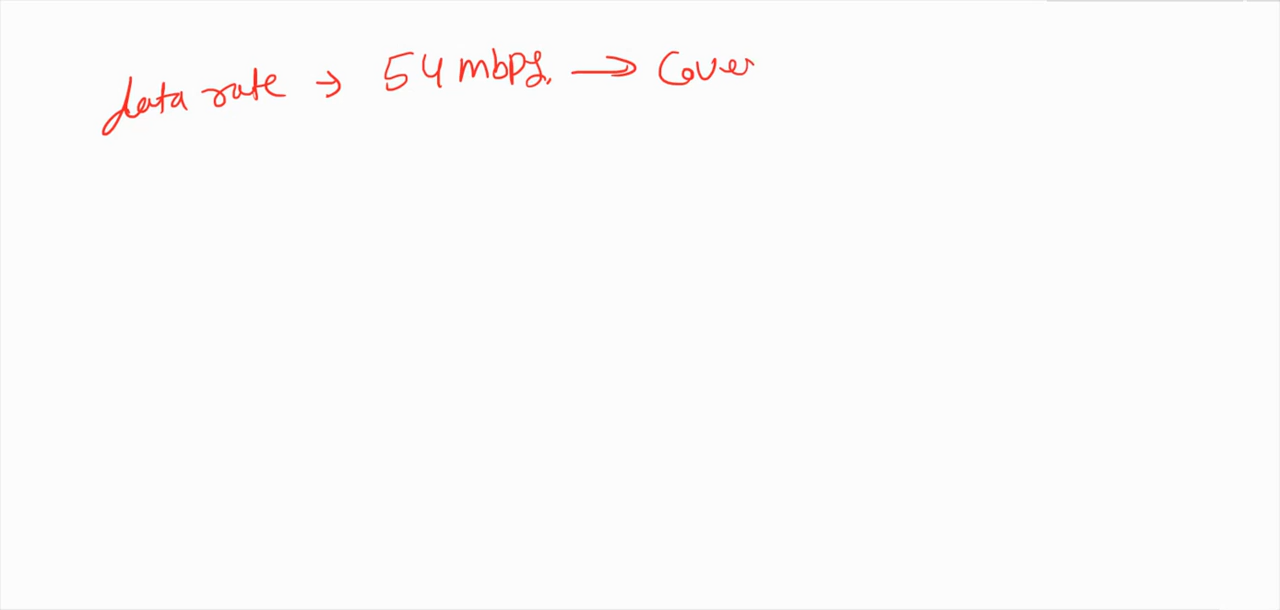 data rate → 54 mbps. → Cover